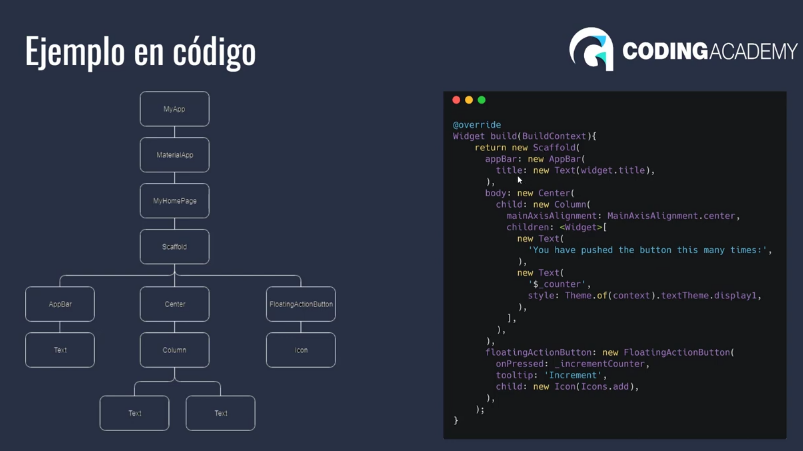 Ejemplo en código
CODINGACADEMY
MyApp
MaterialApp
MyHomePage
Scaffold
AppBar
Center
FloatingActionButton
Text
Column
Icon
Text
Text
@override
Widget build(BuildContext){
return new Scaffold(
appBar: new AppBar(
title: new Text(widget.title),
),
body: new Center(
child: new Column(
mainAxisAlignment: MainAxisAlignment.center,
children: <Widget>[
new Text(
'You have pushed the button this many times:',
),
new Text(
'$_counter',
style: Theme.of(context).textTheme.display1,
),
],
),
),
floatingActionButton: new FloatingActionButton(
onPressed: _incrementCounter,
tooltip: 'Increment',
child: new Icon(Icons.add),
),
);
}